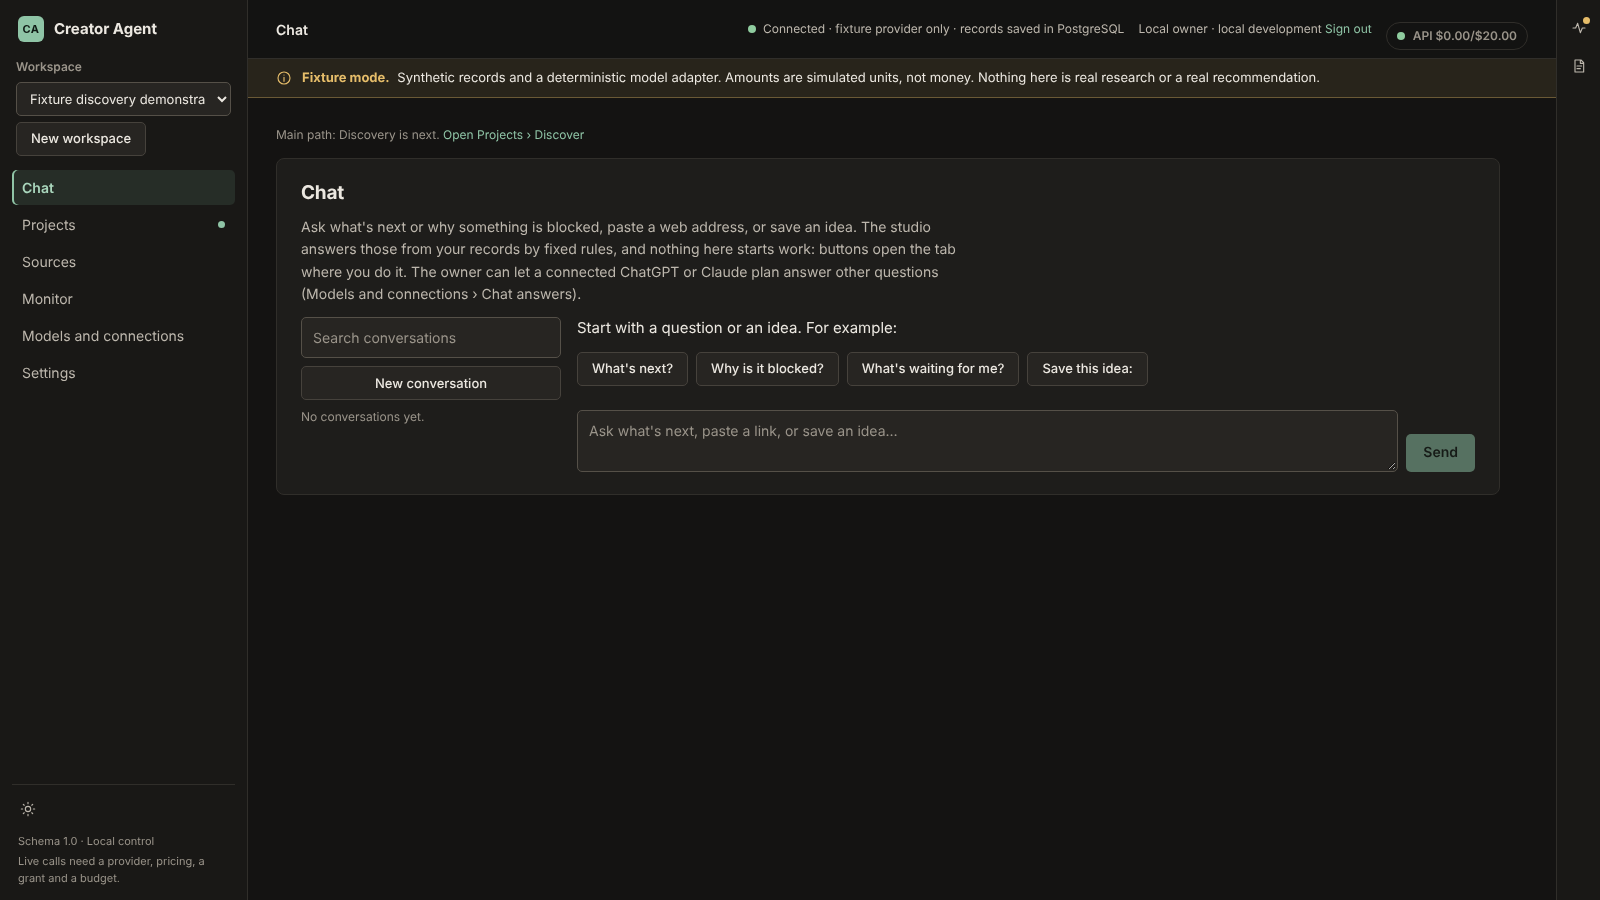 CA Creator Agent
Workspace
Fixture discovery demonstra
New workspace
Chat
Projects
Sources
Monitor
Models and connections
Settings
Schema 1.0 · Local control
Live calls need a provider, pricing, a
grant and a budget.
Chat
Connected · fixture provider only · records saved in PostgreSQL
Local owner · local development Sign out
API $0.00/$20.00
Fixture mode. Synthetic records and a deterministic model adapter. Amounts are simulated units, not money. Nothing here is real research or a real recommendation.
Main path: Discovery is next. Open Projects › Discover
Chat
Ask what's next or why something is blocked, paste a web address, or save an idea. The studio
answers those from your records by fixed rules, and nothing here starts work: buttons open the tab
where you do it. The owner can let a connected ChatGPT or Claude plan answer other questions
(Models and connections › Chat answers).
Search conversations
New conversation
No conversations yet.
Start with a question or an idea. For example:
What's next?
Why is it blocked?
What's waiting for me?
Save this idea:
Ask what's next, paste a link, or save an idea...
Send